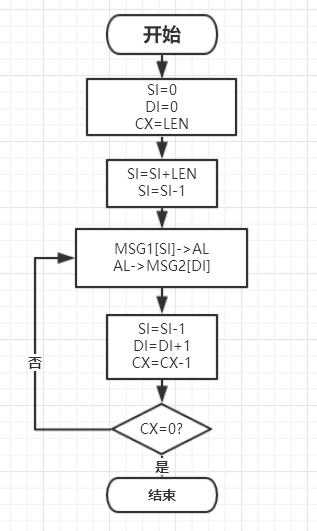 开始
SI=0
DI=0
CX=LEN
SI=SI+LEN
SI=SI-1
MSG1[SI]->AL
AL->MSG2[DI]
SI=SI-1
DI=DI+1
CX=CX-1
否
CX=0?
是
结束